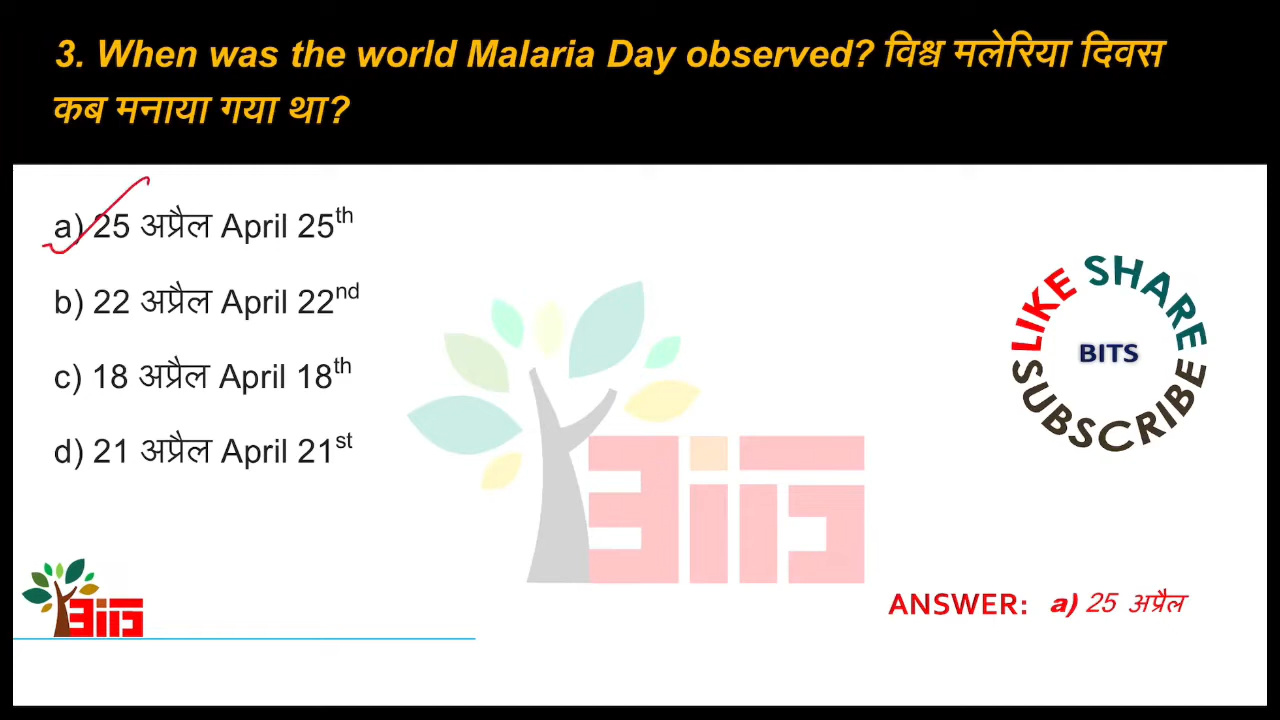 3. When was the world Malaria Day observed? विश्व मलेरिया दिवस
कब मनाया गया था?
a) 25 अप्रैल April 25th
b) 22 अप्रैल April 22nd
c) 18 अप्रैल April 18th
d) 21 अप्रैल April 21st
LIKE SHARE
BITS
SUBSCRIBE
ANSWER: a) 25 अप्रैल